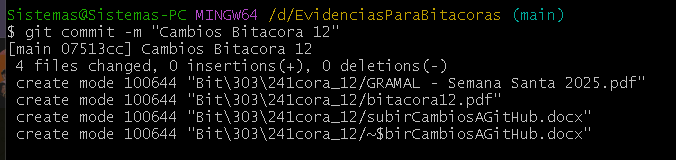 Sistemas@Sistemas-PC MINGW64 /d/EvidenciasParaBitacoras (main)
$ git commit -m "Cambios Bitacora 12"
[main 07513cc] Cambios Bitacora 12
 4 files changed, 0 insertions(+), 0 deletions(-)
 create mode 100644 "Bit\303\241cora_12/GRAMAL - Semana Santa 2025.pdf"
 create mode 100644 "Bit\303\241cora_12/bitacora12.pdf"
 create mode 100644 "Bit\303\241cora_12/subirCambiosAGitHub.docx"
 create mode 100644 "Bit\303\241cora_12/~$birCambiosAGitHub.docx"